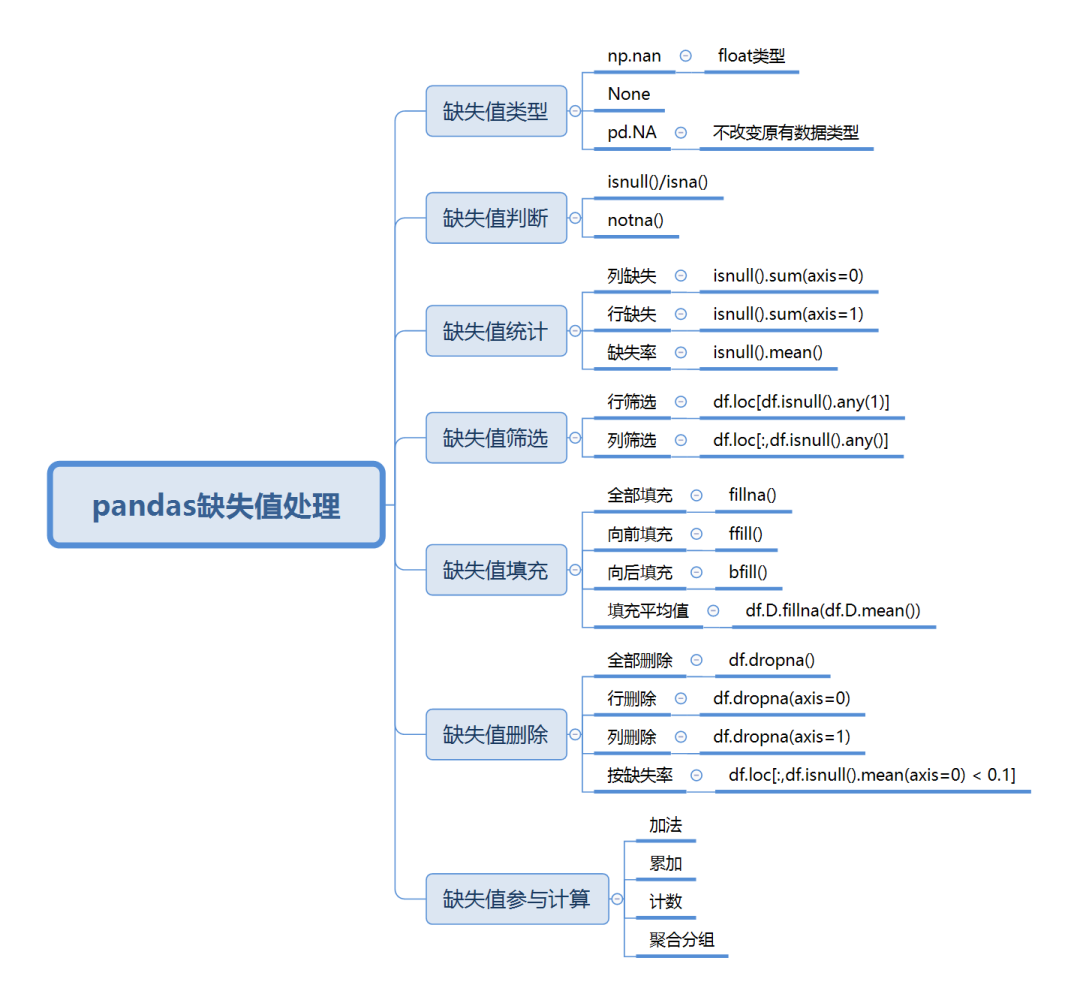 pandas缺失值处理
缺失值类型
np.nan
float类型
None
pd.NA
不改变原有数据类型
缺失值判断
isnull()/isna()
notna()
缺失值统计
列缺失
isnull().sum(axis=0)
行缺失
isnull().sum(axis=1)
缺失率
isnull().mean()
缺失值筛选
行筛选
df.loc[df.isnull().any(1)]
列筛选
df.loc[:,df.isnull().any()]
缺失值填充
全部填充
fillna()
向前填充
ffill()
向后填充
bfill()
填充平均值
df.D.fillna(df.D.mean())
缺失值删除
全部删除
df.dropna()
行删除
df.dropna(axis=0)
列删除
df.dropna(axis=1)
按缺失率
df.loc[:,df.isnull().mean(axis=0) < 0.1]
缺失值参与计算
加法
累加
计数
聚合分组